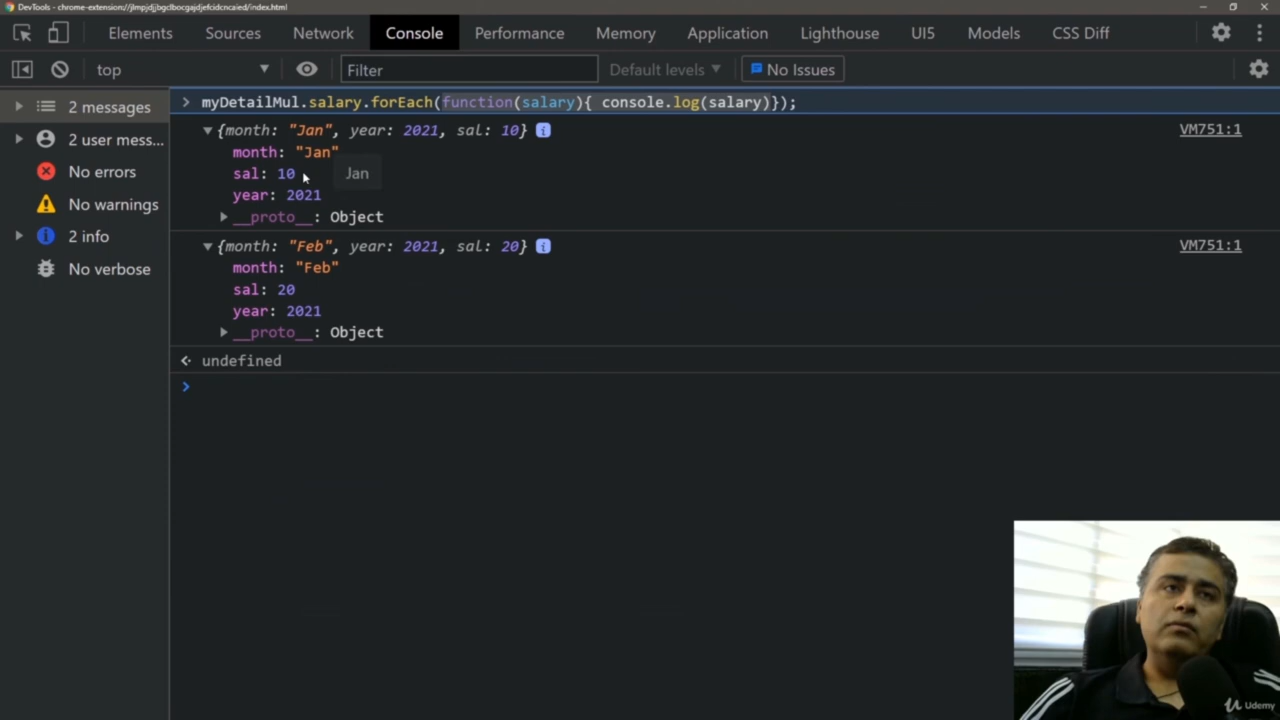 DevTools - chrome-extension://jlmpjdjjbgclbocgajdjefcidcncaied/index.html
Elements Sources Network Console Performance Memory Application Lighthouse UI5 Models CSS Diff
top Filter Default levels No Issues
2 messages
2 user mess...
No errors
No warnings
2 info
No verbose
> myDetailMul.salary.forEach(function(salary){ console.log(salary)});
{month: "Jan", year: 2021, sal: 10} i VM751:1
month: "Jan"
sal: 10
Jan
year: 2021
__proto__: Object
{month: "Feb", year: 2021, sal: 20} i VM751:1
month: "Feb"
sal: 20
year: 2021
__proto__: Object
undefined
>
Udemy